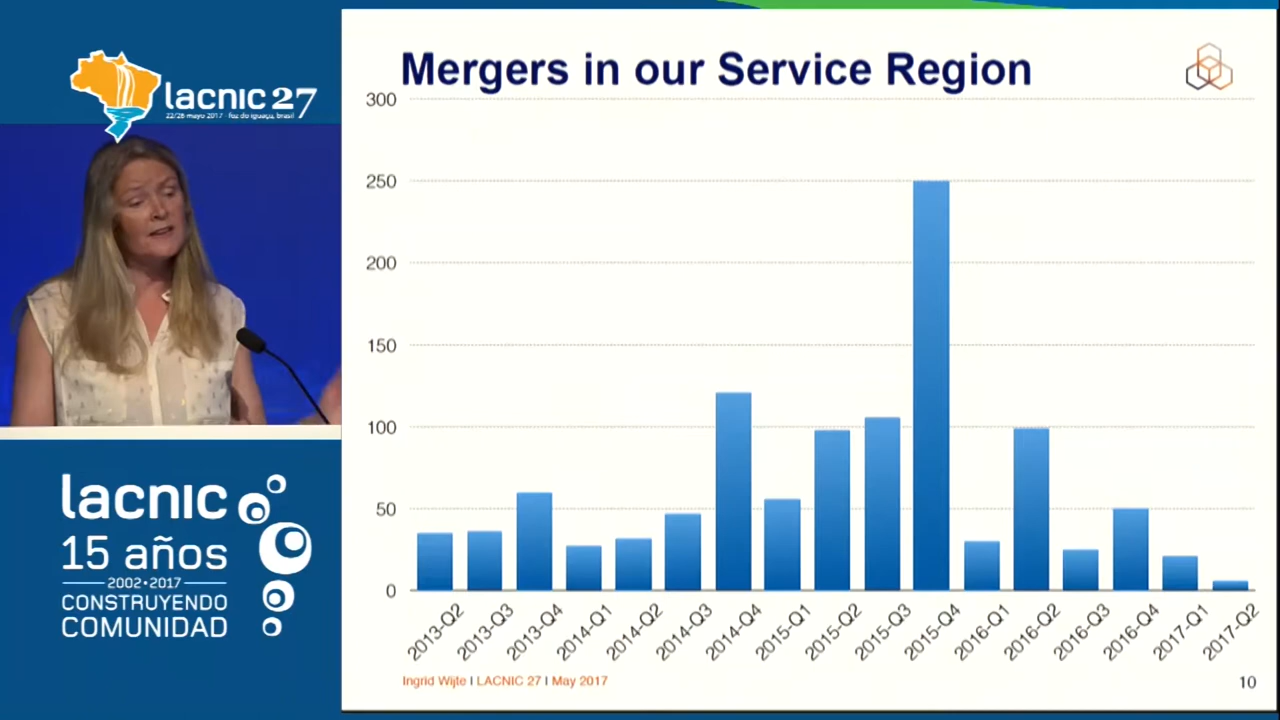 lacnic 27
22/26 mayo 2017 - foz do iguaçu, brasil
lacnic
15 años
2002•2017
CONSTRUYENDO
COMUNIDAD
Mergers in our Service Region
300
250
200
150
100
50
0
2013-Q2
2013-Q3
2013-Q4
2014-Q1
2014-Q2
2014-Q3
2014-Q4
2015-Q1
2015-Q2
2015-Q3
2015-Q4
2016-Q1
2016-Q2
2016-Q3
2016-Q4
2017-Q1
2017-Q2
Ingrid Wijte | LACNIC 27 | May 2017
10